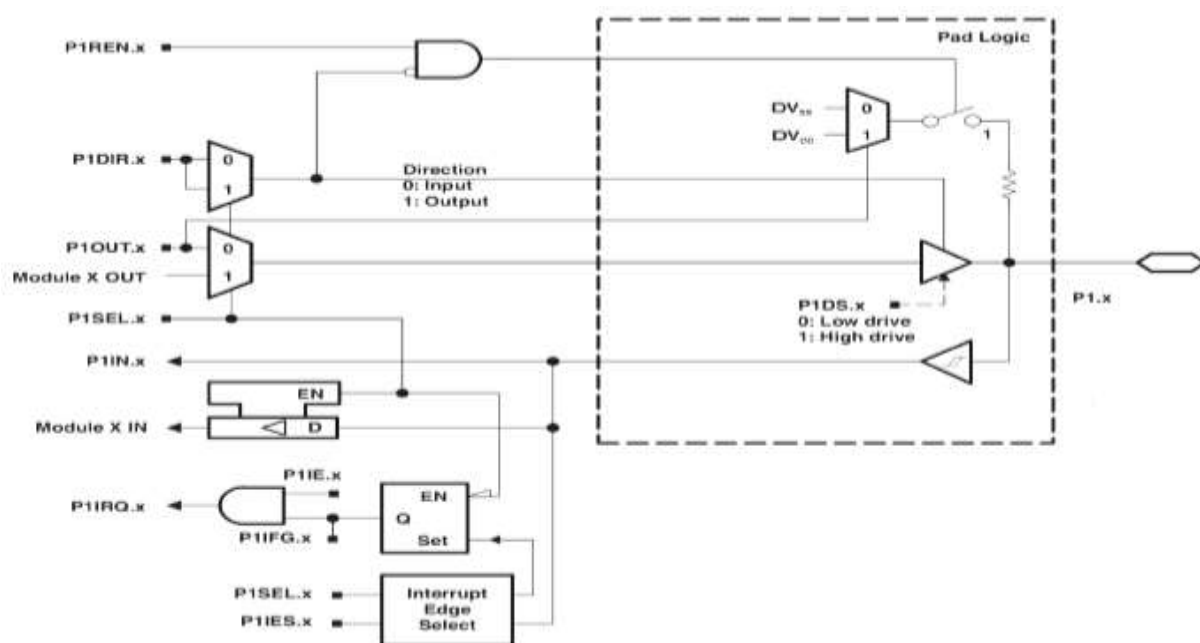 P1REN.x
Pad Logic
DVss
0
DVDD
1
1
P1DIR.x
0
1
Direction
0: Input
1: Output
P1OUT.x
0
Module X OUT
1
P1DS.x
0: Low drive
1: High drive
P1.x
P1SEL.x
P1IN.x
EN
Module X IN
D
P1IE.x
P1IRQ.x
EN
Q
P1IFG.x
Set
P1SEL.x
P1IES.x
Interrupt
Edge
Select